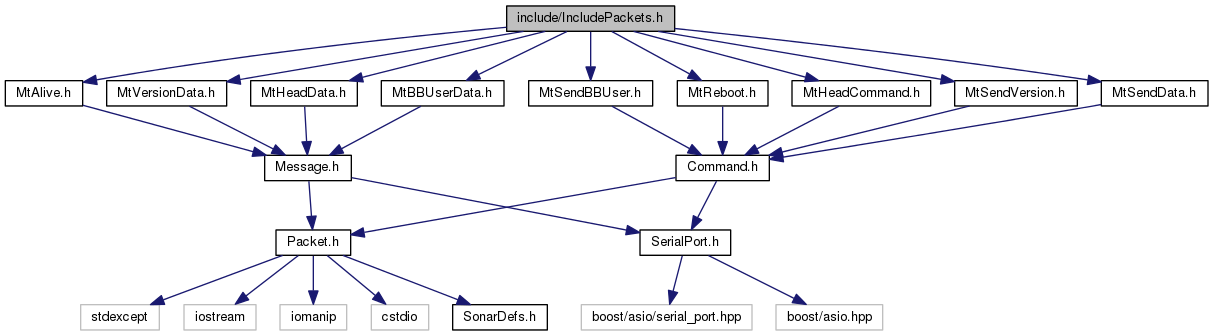 include/IncludePackets.h
MtAlive.h
MtVersionData.h
MtHeadData.h
MtBBUserData.h
MtSendBBUser.h
MtReboot.h
MtHeadCommand.h
MtSendVersion.h
MtSendData.h
Message.h
Command.h
Packet.h
SerialPort.h
stdexcept
iostream
iomanip
cstdio
SonarDefs.h
boost/asio/serial_port.hpp
boost/asio.hpp